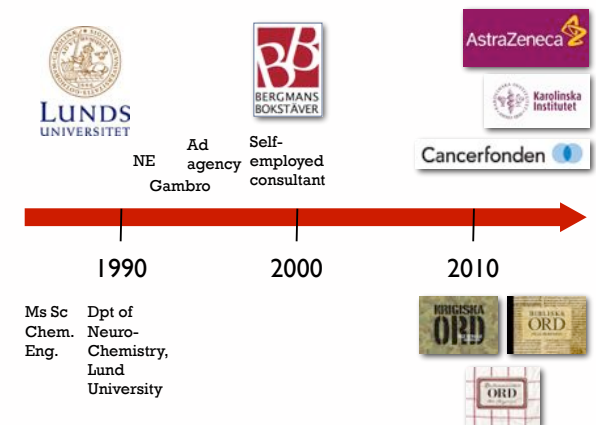 LUNDS
UNIVERSITET
BERGMANS
BOKSTÄVER
AstraZeneca
Karolinska
Institutet
Cancerfonden
NE
Ad
agency
Gambro
Self-
employed
consultant
1990
2000
2010
Ms Sc
Chem.
Eng.
Dpt of
Neuro-
Chemistry,
Lund
University
KRIGISKA
ORD
BIBLISKA
ORD
ORD